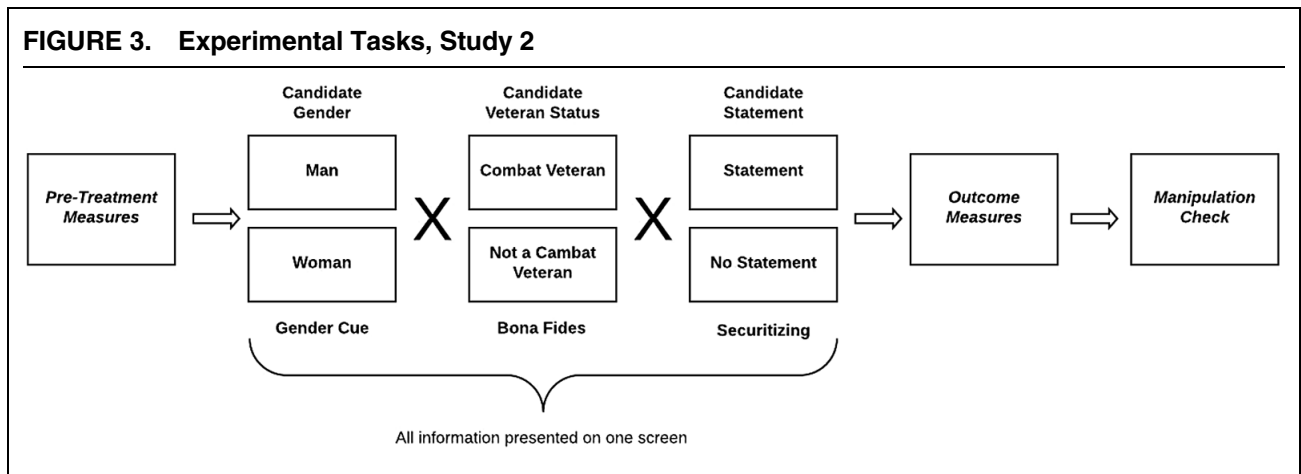 FIGURE 3. Experimental Tasks, Study 2
Pre-Treatment
Measures
Candidate
Gender
Man
Woman
Gender Cue
X
Candidate
Veteran Status
Combat Veteran
Not a Cambat
Veteran
Bona Fides
X
Candidate
Statement
Statement
No Statement
Securitizing
Outcome
Measures
Manipulation
Check
All information presented on one screen